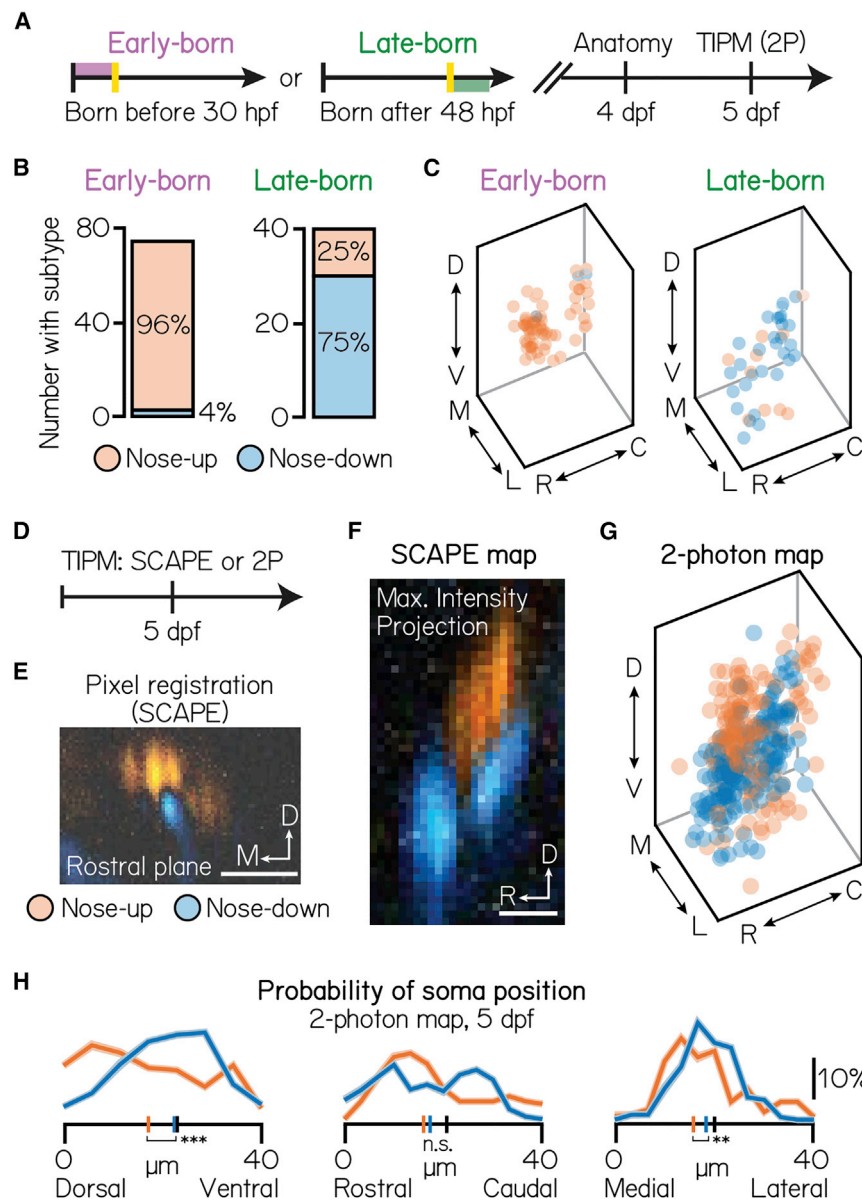 A
Early-born
Late-born
Anatomy TIPM (2P)
or
Born before 30 hpf
Born after 48 hpf
4 dpf 5 dpf
B
Early-born Late-born
Number with subtype
80
40
0
96%
4%
40
20
0
25%
75%
Nose-up Nose-down
C
Early-born Late-born
D
V
M
L R
C
D
V
M
L R
C
D
TIPM: SCAPE or 2P
5 dpf
E
Pixel registration
(SCAPE)
Rostral plane
M
D
Nose-up Nose-down
F
SCAPE map
Max. Intensity
Projection
D
R
G
2-photon map
D
V
M
L R
C
H
Probability of soma position
2-photon map, 5 dpf
10%
***
n.s.
**
0 µm 40
Dorsal Ventral
0 µm 40
Rostral Caudal
0 µm 40
Medial Lateral